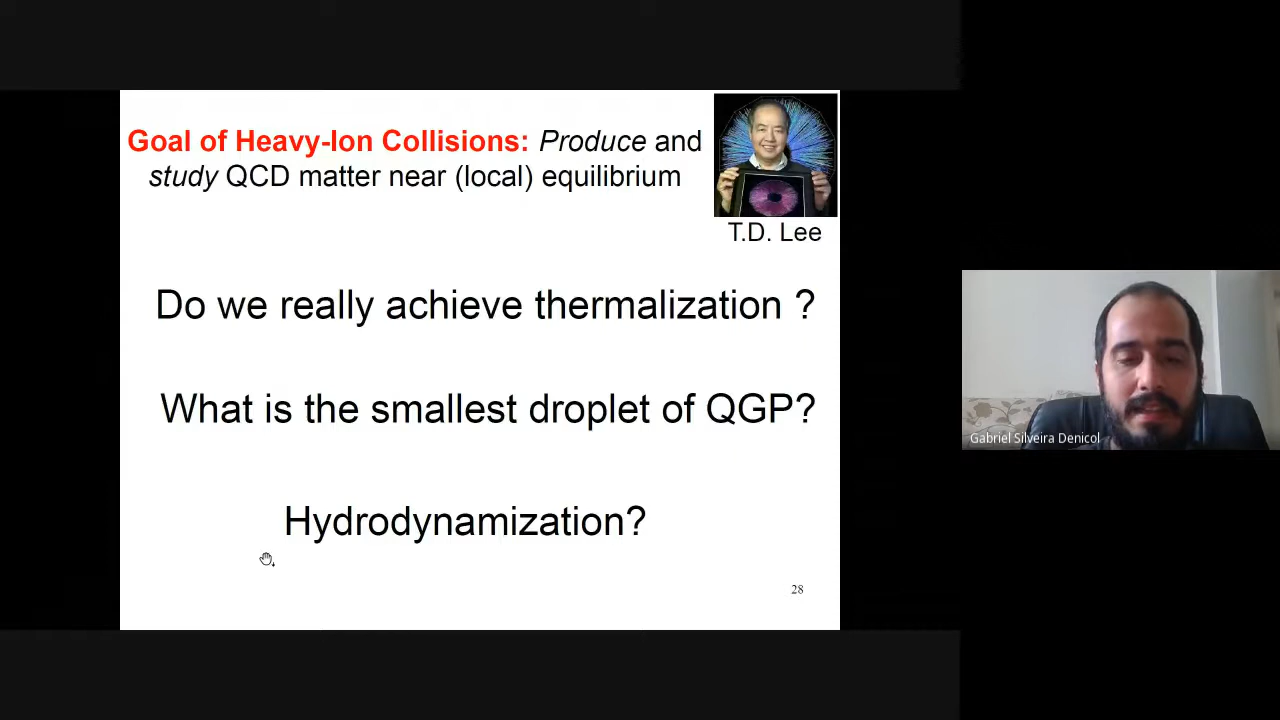 Goal of Heavy-Ion Collisions: Produce and
study QCD matter near (local) equilibrium
T.D. Lee
Do we really achieve thermalization ?
What is the smallest droplet of QGP?
Hydrodynamization?
28
Gabriel Silveira Denicol